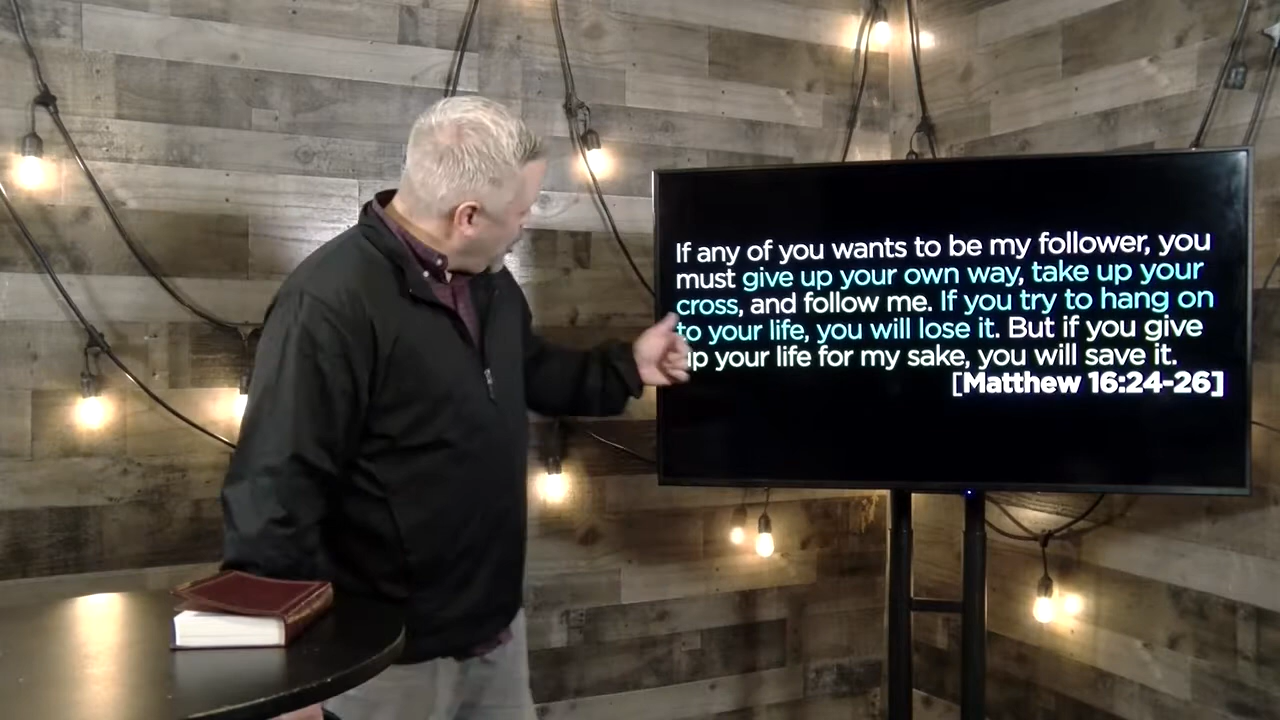 If any of you wants to be my follower, you
must give up your own way, take up your
cross, and follow me. If you try to hang on
to your life, you will lose it. But if you give
up your life for my sake, you will save it.
[Matthew 16:24-26]